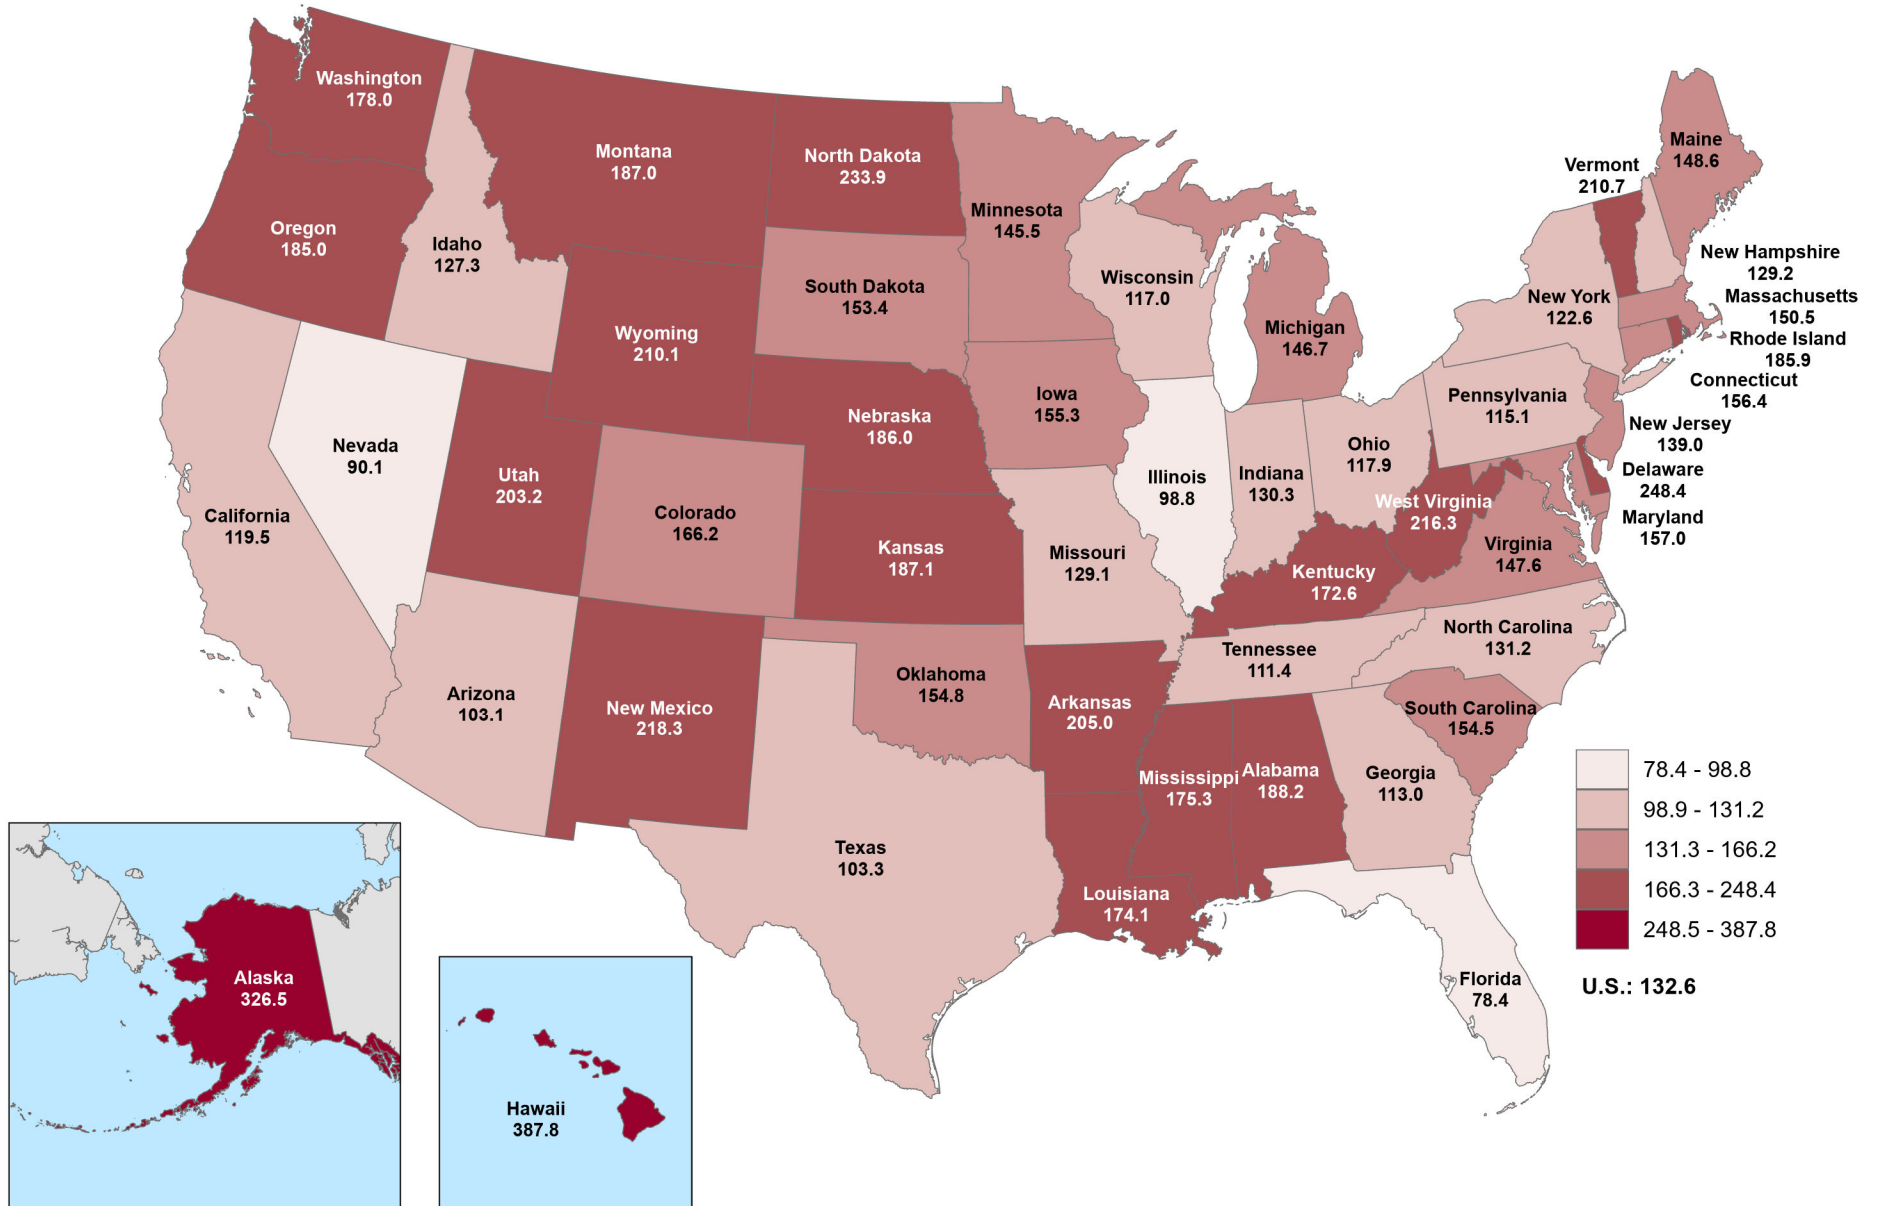 Washington
178.0
Oregon
185.0
Idaho
127.3
Montana
187.0
North Dakota
233.9
South Dakota
153.4
Minnesota
145.5
Wisconsin
117.0
Michigan
146.7
Maine
148.6
Vermont
210.7
New Hampshire
129.2
New York
122.6
Massachusetts
150.5
Rhode Island
185.9
Connecticut
156.4
Pennsylvania
115.1
New Jersey
139.0
Delaware
248.4
Maryland
157.0
Wyoming
210.1
Nebraska
186.0
Iowa
155.3
Nevada
90.1
Utah
203.2
Colorado
166.2
Kansas
187.1
Missouri
129.1
Illinois
98.8
Indiana
130.3
Ohio
117.9
West Virginia
216.3
Virginia
147.6
Kentucky
172.6
California
119.5
Arizona
103.1
New Mexico
218.3
Oklahoma
154.8
Arkansas
205.0
Tennessee
111.4
North Carolina
131.2
South Carolina
154.5
Mississippi
175.3
Alabama
188.2
Georgia
113.0
Texas
103.3
Louisiana
174.1
Florida
78.4
Alaska
326.5
Hawaii
387.8
78.4 - 98.8
98.9 - 131.2
131.3 - 166.2
166.3 - 248.4
248.5 - 387.8
U.S.: 132.6